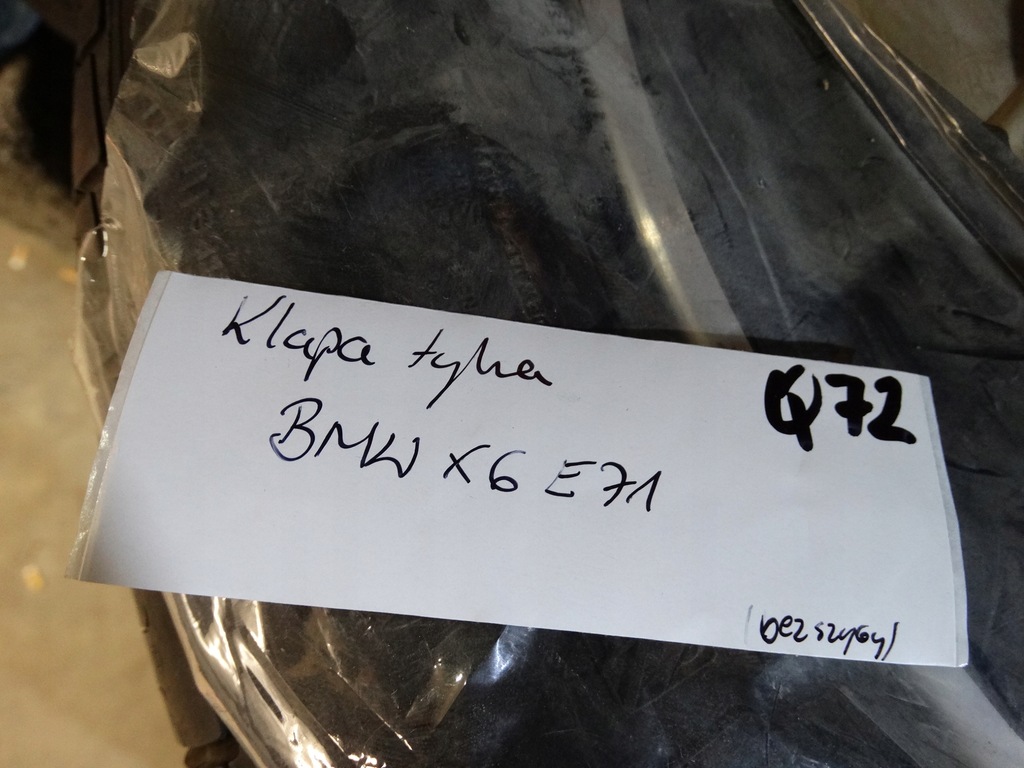 Klapa tylna
Q72
BMW X6 E71
(bez szyby)